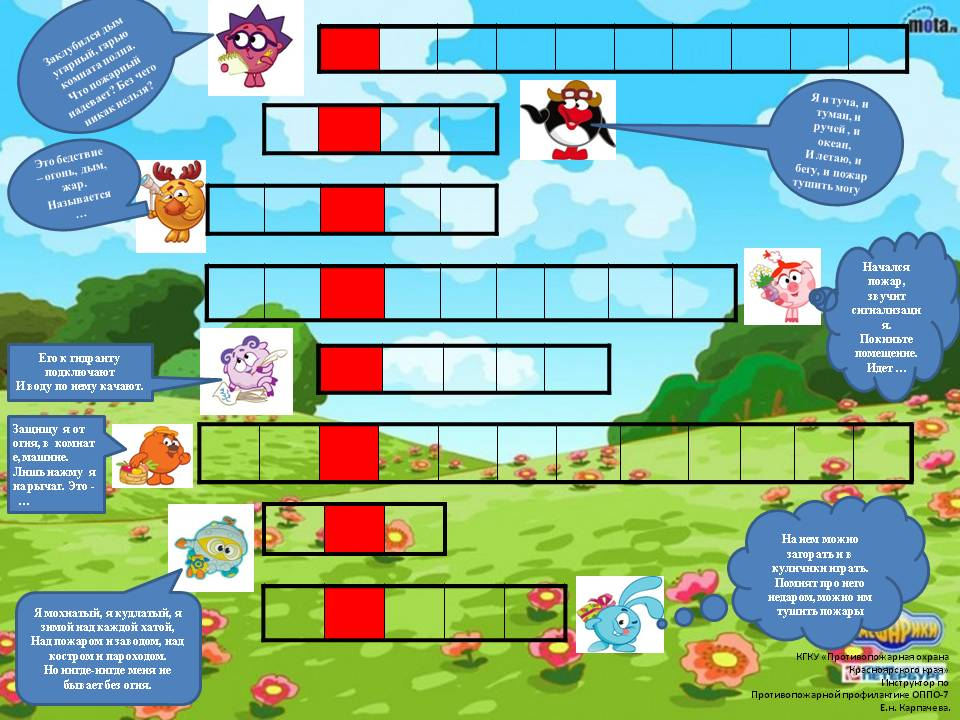 Заклубился дым
угарный, гарью
комната полна.
Что пожарный
надевает? Без чего
никак нельзя?
mota.ru
Я и туча, и
туман, и
ручей , и
океан,
И летаю, и
бегу, и пожар
тушить могу
Это бедствие
– огонь, дым,
жар.
Называется
…
Начался
пожар,
звучит
сигнализаци
я.
Покиньте
помещение.
Идет …
Его к гидранту
подключают
И воду по нему качают.
Защищу я от
огня, в комнат
е,машине.
Лишь нажму я
на рычаг. Это -
…
На нем можно
загорать и в
куличики играть.
Помнят про него
недаром, можно им
тушить пожары
Я мохнатый, я кудлатый, я
зимой над каждой хатой,
Над пожаром и заводом, над
костром и пароходом.
Но нигде-нигде меня не
бывает без огня.
КГКУ «Противопожарная охрана
Красноярского края»
Инструктор по
Противопожарной профилактике ОППО-7
Е.н. Карпачева.